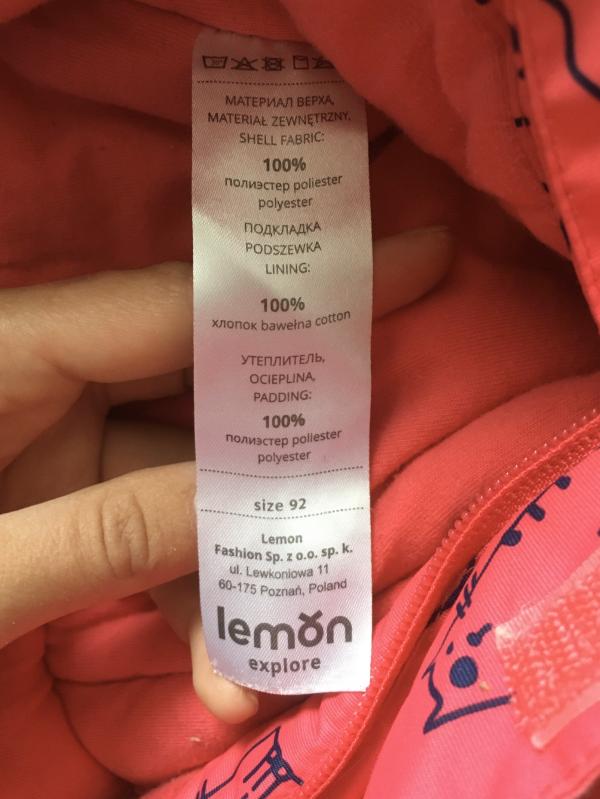 МАТЕРИАЛ ВЕРХА,
MATERIAŁ ZEWNĘTRZNY,
SHELL FABRIC:
100%
полиэстер poliester
polyester
ПОДКЛАДКА
PODSZEWKA
LINING:
100%
хлопок bawełna cotton
УТЕПЛИТЕЛЬ,
OCIEPLINA,
PADDING:
100%
полиэстер poliester
polyester
size 92
Lemon
Fashion Sp. z o.o. sp. k.
ul. Lewkoniowa 11
60-175 Poznań, Poland
lemon
explore